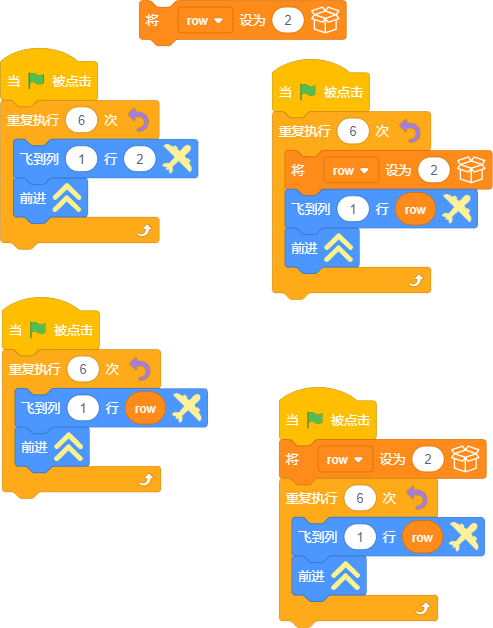 将 row 设为 2
当 被点击
重复执行 6 次
飞到列 1 行 2
前进
当 被点击
重复执行 6 次
将 row 设为 2
飞到列 1 行 row
前进
当 被点击
重复执行 6 次
飞到列 1 行 row
前进
当 被点击
将 row 设为 2
重复执行 6 次
飞到列 1 行 row
前进